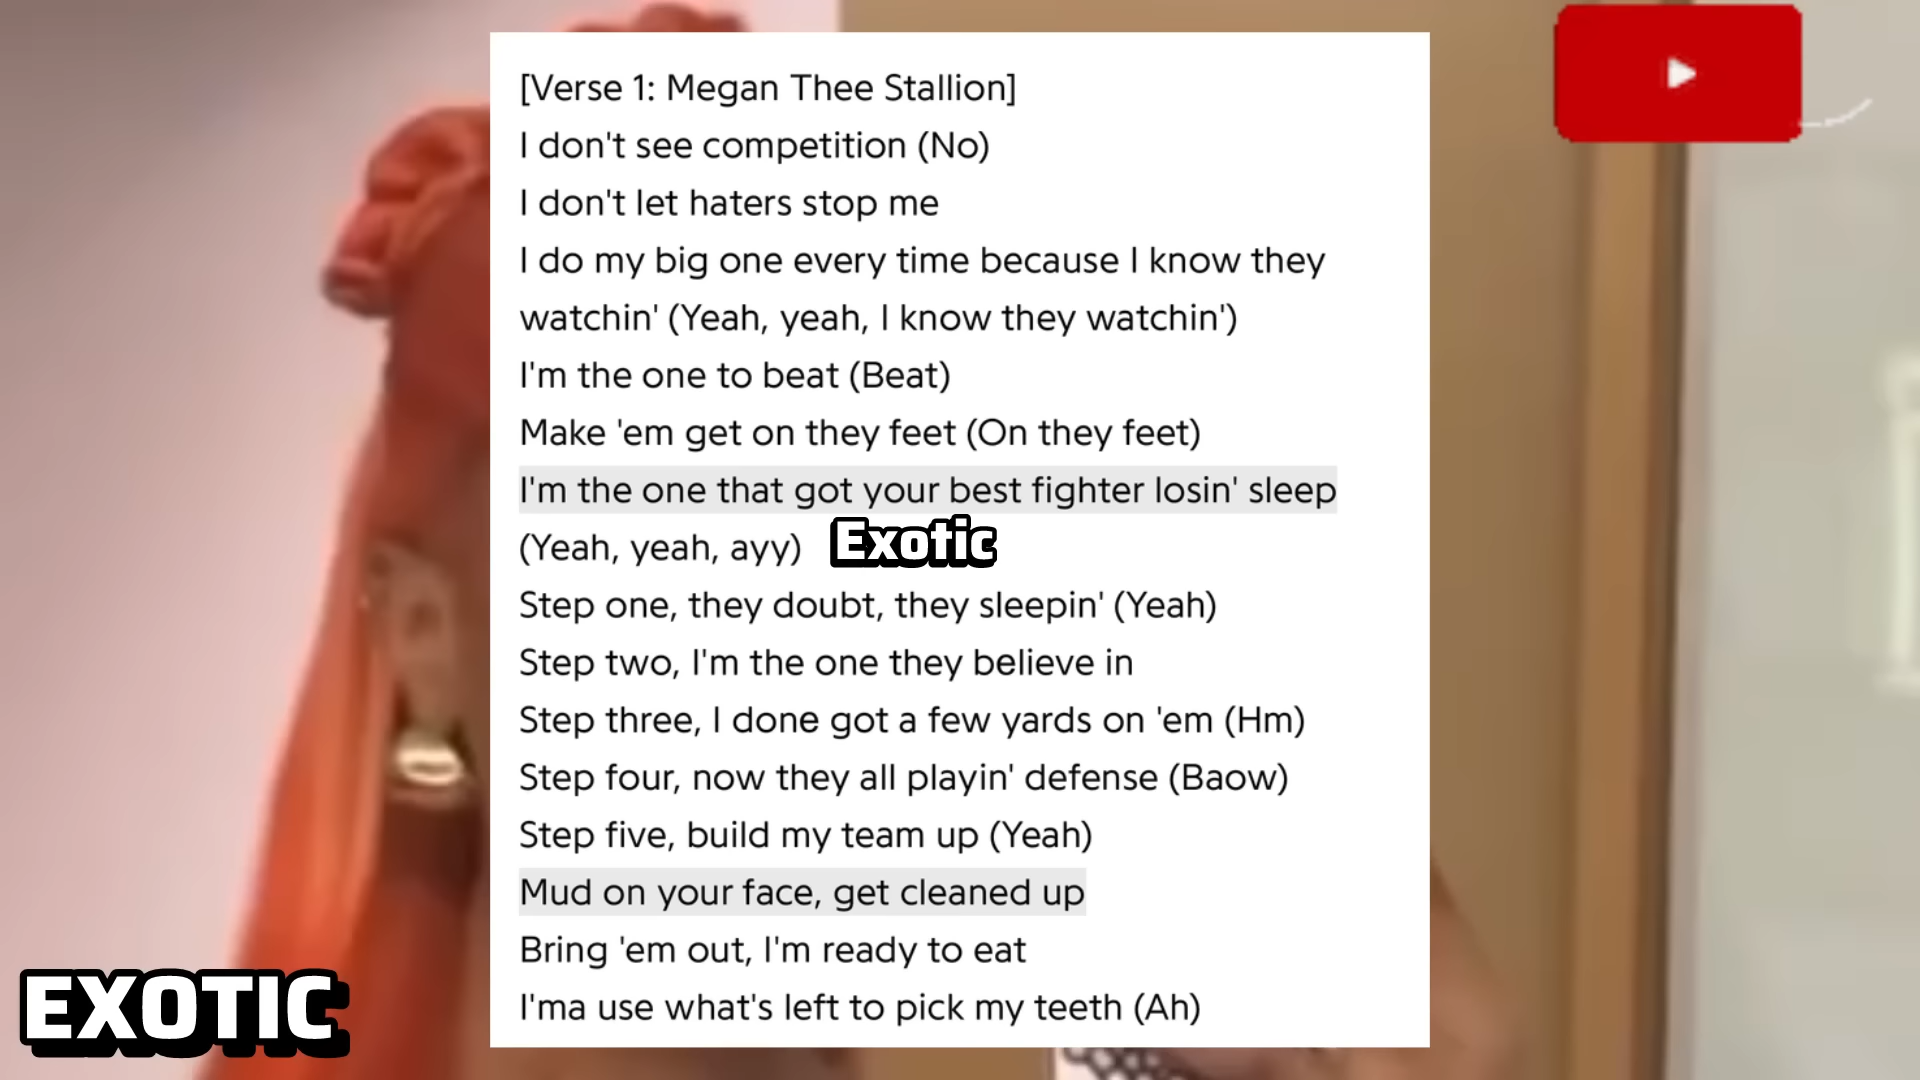 [Verse 1: Megan Thee Stallion]
I don't see competition (No)
I don't let haters stop me
I do my big one every time because I know they
watchin' (Yeah, yeah, I know they watchin')
I'm the one to beat (Beat)
Make 'em get on they feet (On they feet)
I'm the one that got your best fighter losin' sleep
(Yeah, yeah, ayy)
Exotic
Step one, they doubt, they sleepin' (Yeah)
Step two, I'm the one they believe in
Step three, I done got a few yards on 'em (Hm)
Step four, now they all playin' defense (Baow)
Step five, build my team up (Yeah)
Mud on your face, get cleaned up
Bring 'em out, I'm ready to eat
I'ma use what's left to pick my teeth (Ah)
EXOTIC